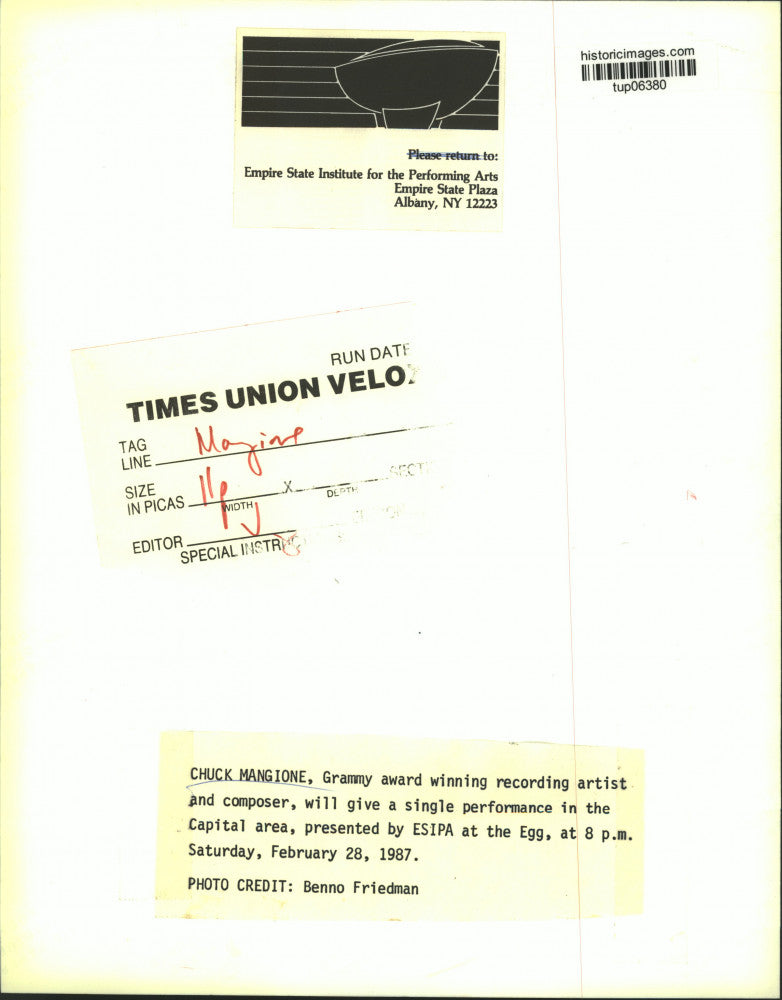 historicimages.com
tup06380
Please return to:
Empire State Institute for the Performing Arts
Empire State Plaza
Albany, NY 12223
RUN DATE
TIMES UNION VELO
TAG Mangione
LINE
SIZE 11p X
IN PICAS WIDTH DEPTH SECTI
EDITOR
SPECIAL INSTR
CHUCK MANGIONE, Grammy award winning recording artist
and composer, will give a single performance in the
Capital area, presented by ESIPA at the Egg, at 8 p.m.
Saturday, February 28, 1987.
PHOTO CREDIT: Benno Friedman